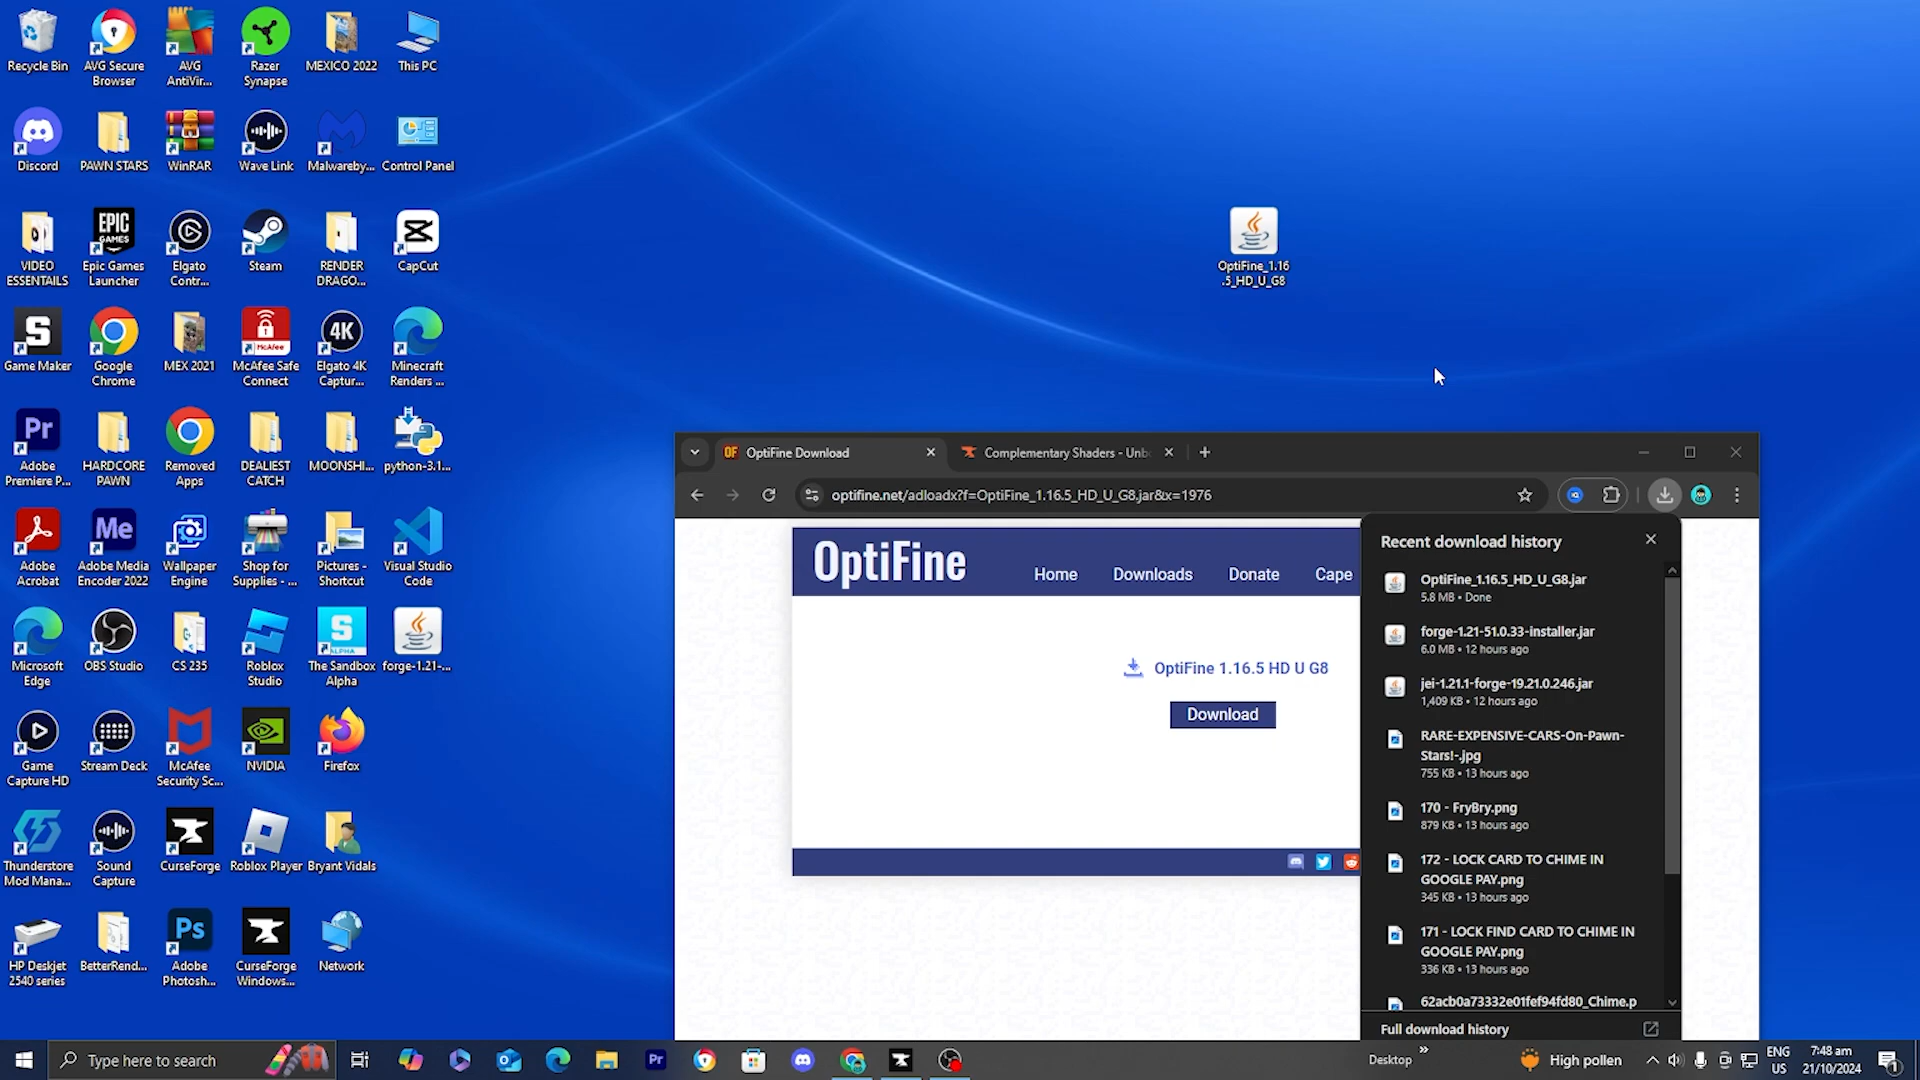 Recycle Bin
AVG Secure
Browser
AVG
AntiVir...
Razer
Synapse
MEXICO 2022
This PC
Discord
PAWN STARS
WinRAR
Wave Link
Malwareby...
Control Panel
VIDEO
ESSENTAILS
EPIC
GAMES
Epic Games
Launcher
Elgato
Contr...
Steam
RENDER
DRAGO...
CapCut
Game Maker
Google
Chrome
MEX 2021
McAfee
McAfee Safe
Connect
4K
Elgato 4K
Captur...
Minecraft
Renders ...
Pr
Adobe
Premiere P...
HARDCORE
PAWN
Removed
Apps
DEALIEST
CATCH
MOONSHI...
python-3.1...
Adobe
Acrobat
Me
Adobe Media
Encoder 2022
Wallpaper
Engine
Shop for
Supplies - ...
Pictures -
Shortcut
Visual Studio
Code
Microsoft
Edge
OBS Studio
CS 235
Roblox
Studio
S
ALPHA
The Sandbox
Alpha
forge-1.21-...
Game
Capture HD
Stream Deck
McAfee
Security Sc...
NVIDIA
Firefox
Thunderstore
Mod Mana...
Sound
Capture
CurseForge
Roblox Player
Bryant Vidals
HP Deskjet
2540 series
BetterRend...
Ps
Adobe
Photosh...
CurseForge
Windows...
Network
OptiFine_1.16
.5_HD_U_G8
OF
OptiFine Download
Complementary Shaders - Unb
optifine.net/adloadx?f=OptiFine_1.16.5_HD_U_G8.jar&x=1976
OptiFine
Home
Downloads
Donate
Cape
OptiFine 1.16.5 HD U G8
Download
Recent download history
OptiFine_1.16.5_HD_U_G8.jar
5.8 MB • Done
forge-1.21-51.0.33-installer.jar
6.0 MB • 12 hours ago
jei-1.21.1-forge-19.21.0.246.jar
1,409 KB • 12 hours ago
RARE-EXPENSIVE-CARS-On-Pawn-
Stars!-.jpg
755 KB • 13 hours ago
170 - FryBry.png
879 KB • 13 hours ago
172 - LOCK CARD TO CHIME IN
GOOGLE PAY.png
345 KB • 13 hours ago
171 - LOCK FIND CARD TO CHIME IN
GOOGLE PAY.png
336 KB • 13 hours ago
62acb0a73332e01fef94fd80_Chime.p
Full download history
Type here to search
Pr
Desktop
High pollen
ENG
US
7:48 am
21/10/2024
1